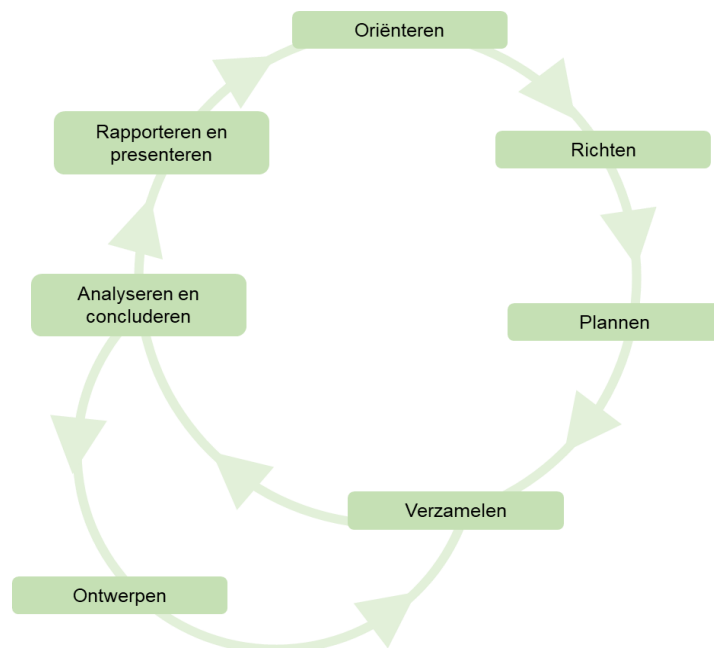 Oriënteren
Richten
Plannen
Verzamelen
Ontwerpen
Analyseren en
concluderen
Rapporteren en
presenteren